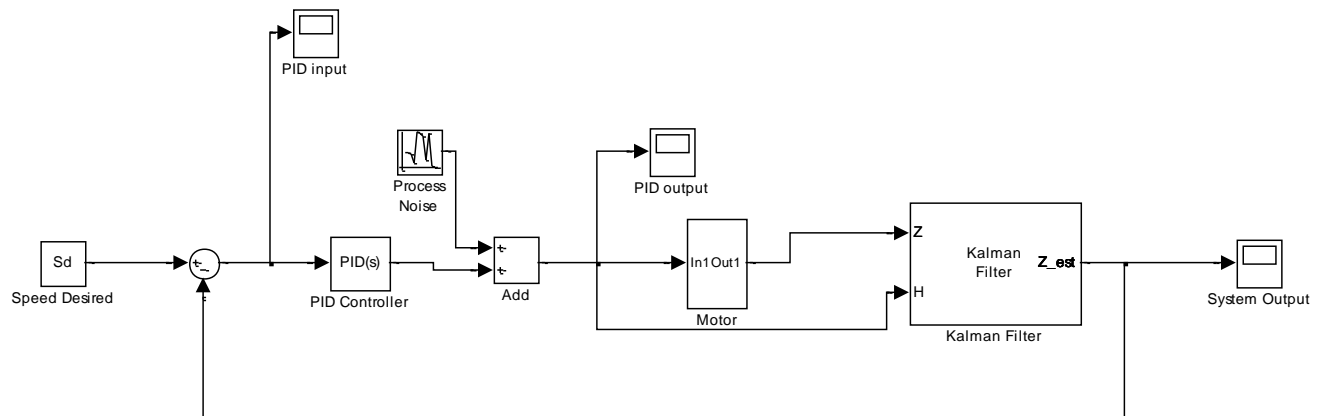 PID input
Process
Noise
PID output
Sd
Speed Desired
PID(s)
PID Controller
Add
In1 Out1
Motor
Z
H
Kalman
Filter
Z_est
Kalman Filter
System Output